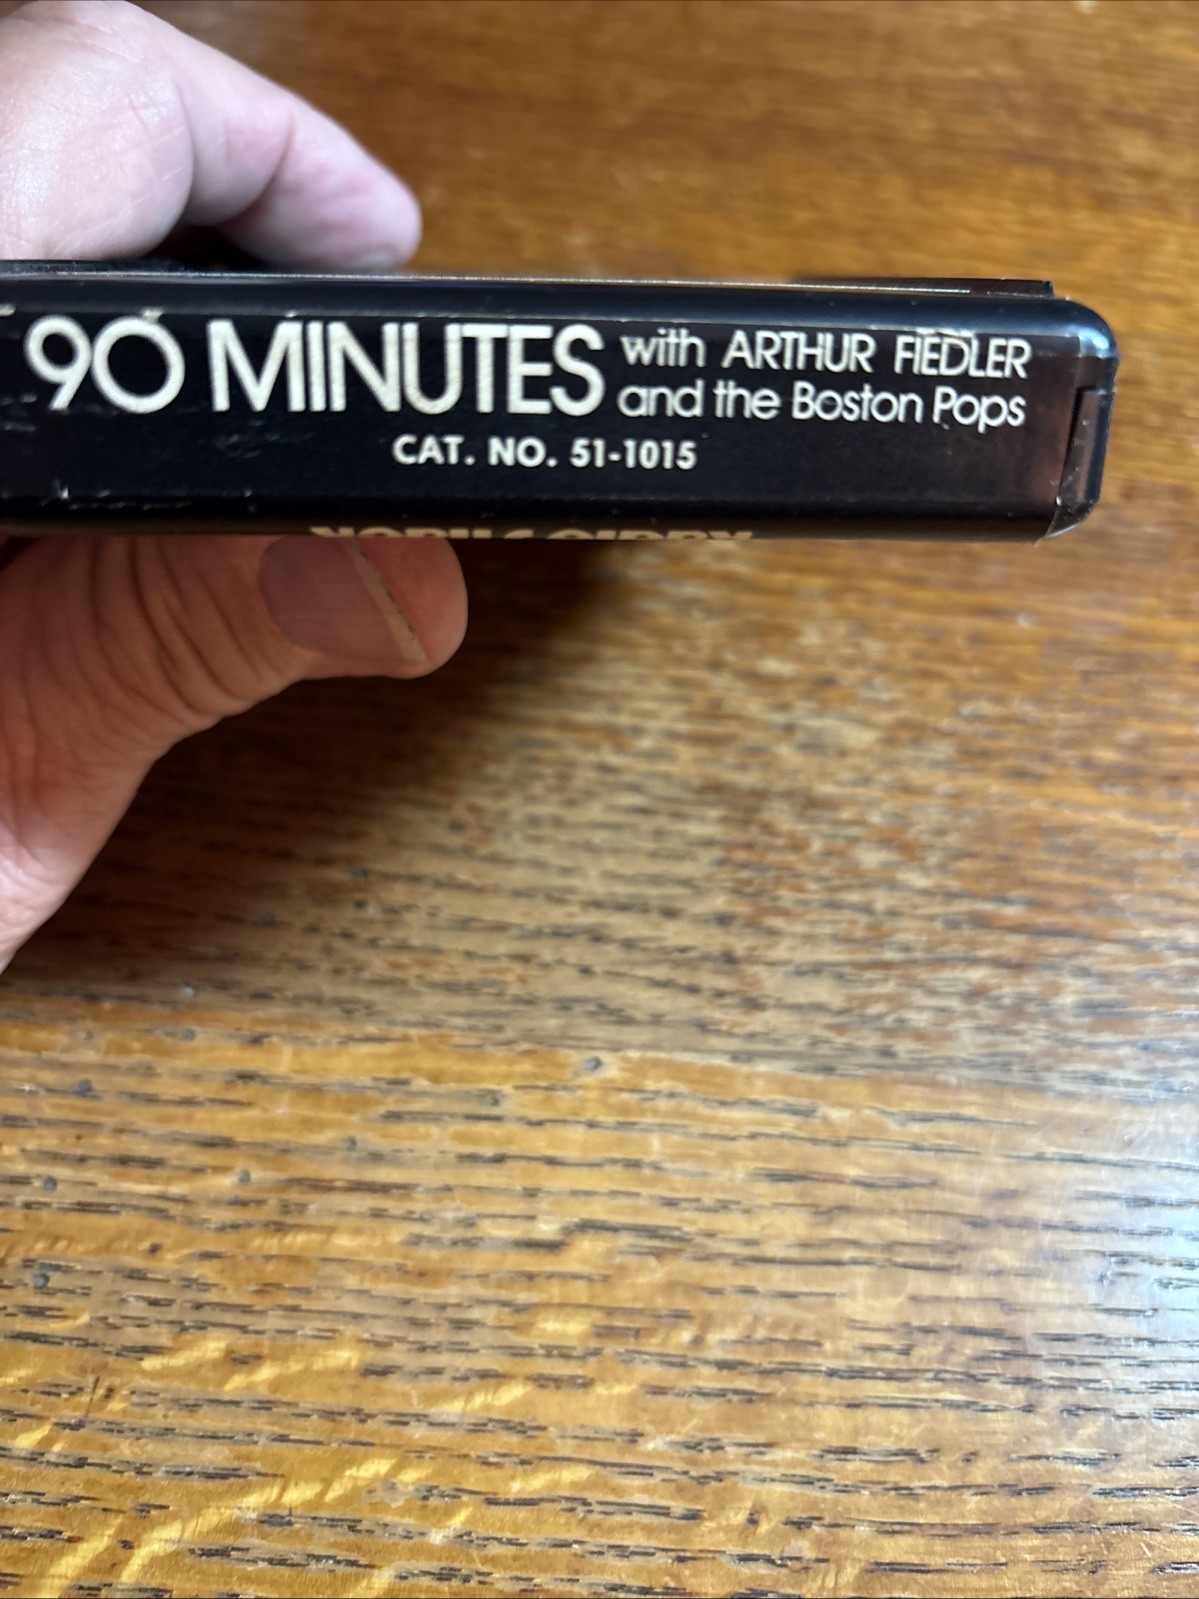 90 MINUTES with ARTHUR FIEDLER
and the Boston Pops
CAT. NO. 51-1015